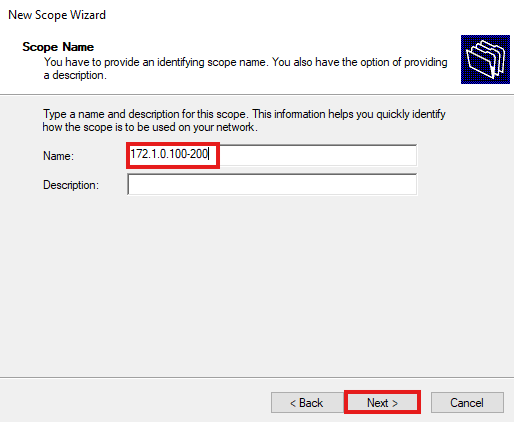 New Scope Wizard
Scope Name
You have to provide an identifying scope name. You also have the option of providing
a description.
Type a name and description for this scope. This information helps you quickly identify
how the scope is to be used on your network.
Name:
172.1.0.100-200
Description:
< Back
Next >
Cancel